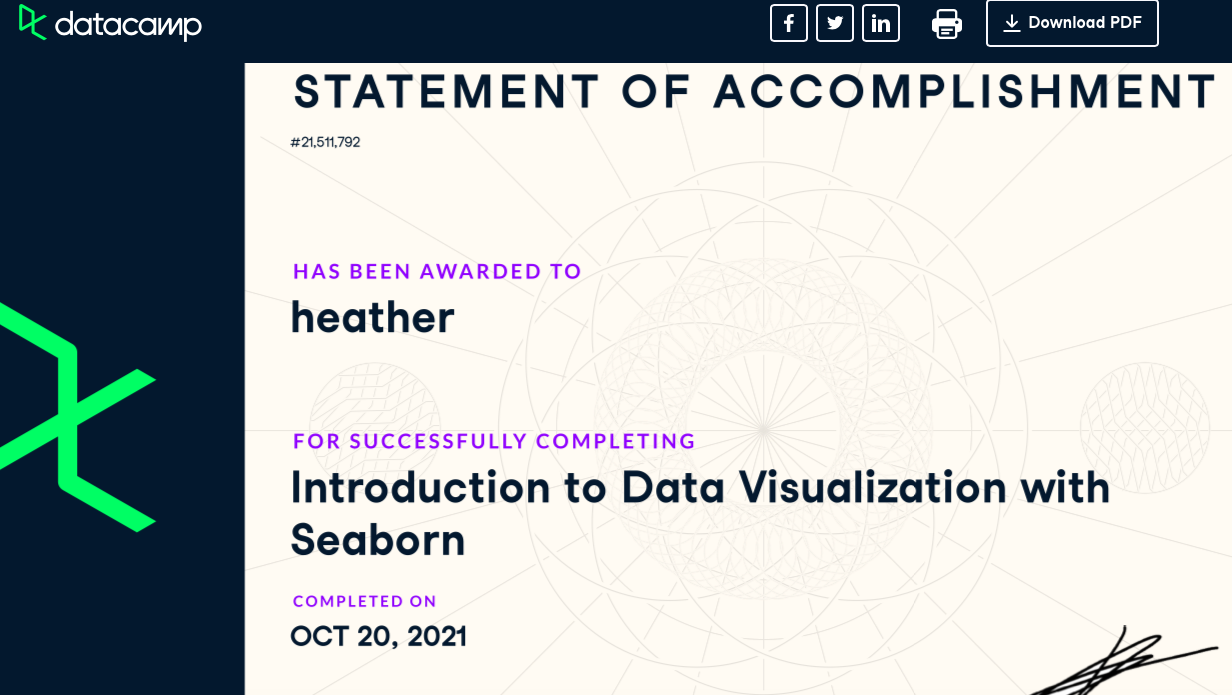 datacamp
Download PDF
STATEMENT OF ACCOMPLISHMENT
#21,511,792
HAS BEEN AWARDED TO
heather
FOR SUCCESSFULLY COMPLETING
Introduction to Data Visualization with
Seaborn
COMPLETED ON
OCT 20, 2021